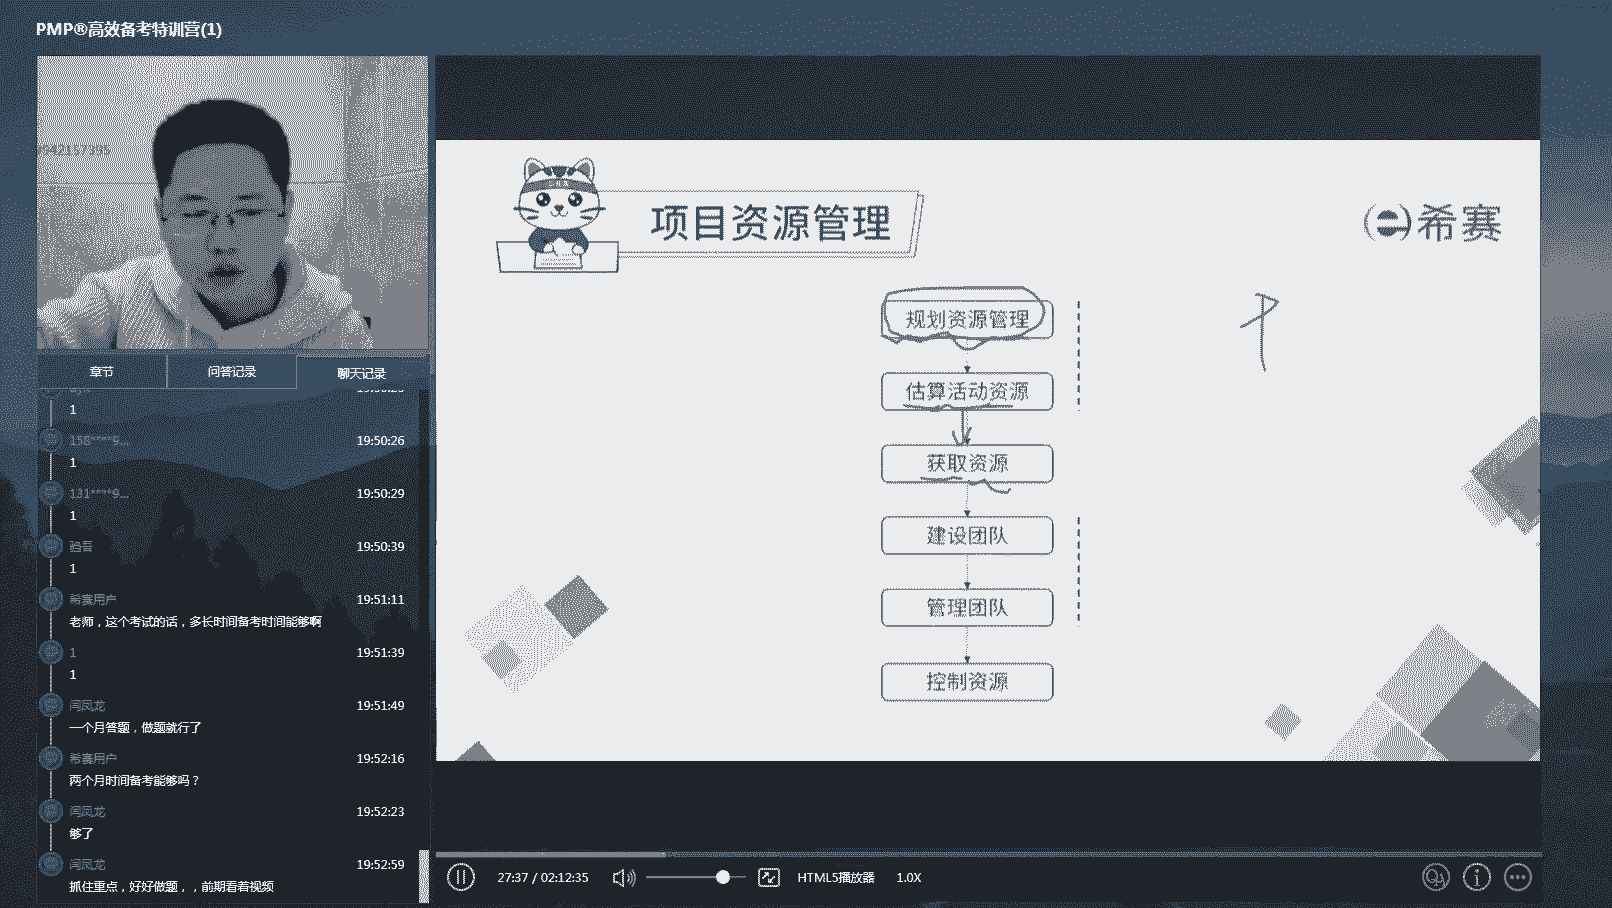 PMP®高效备考特训营(1)
项目资源管理
希赛
规划资源管理
估算活动资源
获取资源
建设团队
管理团队
控制资源
章节
问答记录
聊天记录
1
158****9...
19:50:26
1
131****9...
19:50:29
1
19:50:39
1
希赛用户
19:51:11
老师，这个考试的话，多长时间备考时间能够啊
1
19:51:39
1
闫凤龙
19:51:49
一个月答题，做题就行了
希赛用户
19:52:16
两个月时间备考能够吗？
闫凤龙
19:52:23
够了
闫凤龙
19:52:59
抓住重点，好好做题，，前期看着视频
27:37 / 02:12:35
HTML5播放器
1.0X